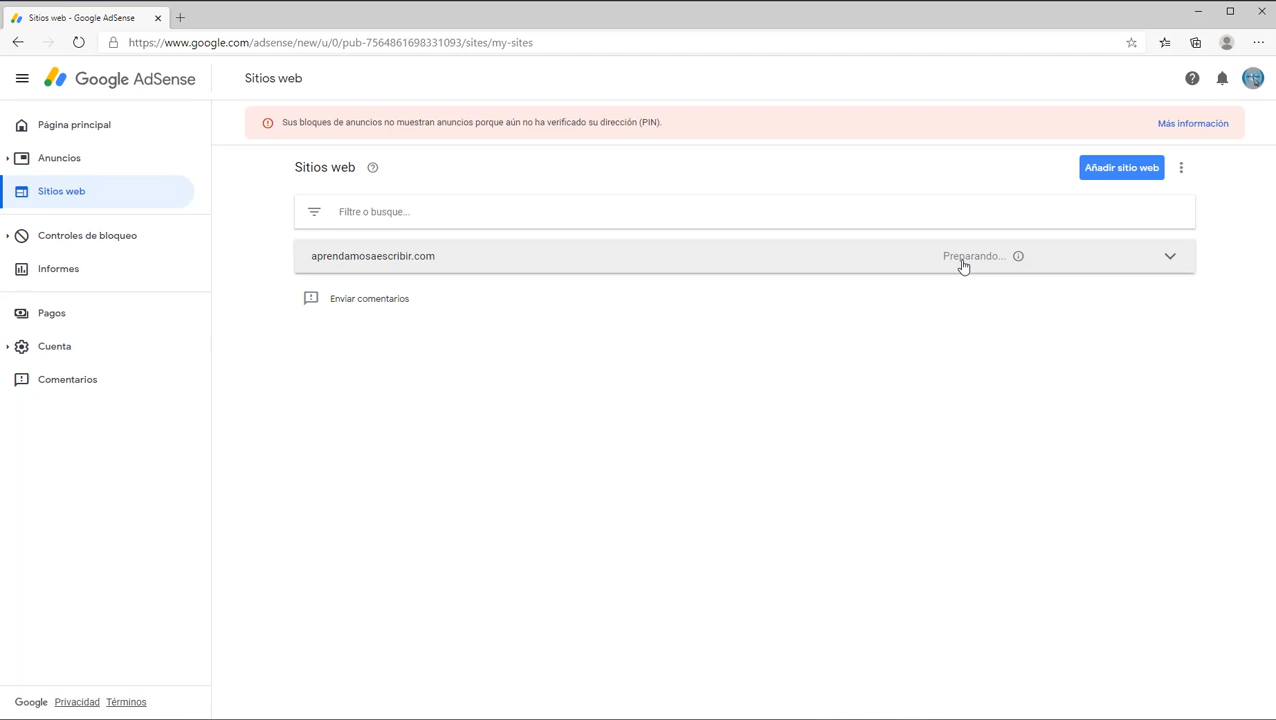 Sitios web - Google AdSense
https://www.google.com/adsense/new/u/0/pub-7564861698331093/sites/my-sites
Google AdSense
Sitios web
Página principal
Anuncios
Sitios web
Controles de bloqueo
Informes
Pagos
Cuenta
Comentarios
Google Privacidad Términos
Sus bloques de anuncios no muestran anuncios porque aún no ha verificado su dirección (PIN).
Más información
Sitios web
Añadir sitio web
Filtre o busque...
aprendamosaescribir.com
Preparando...
Enviar comentarios